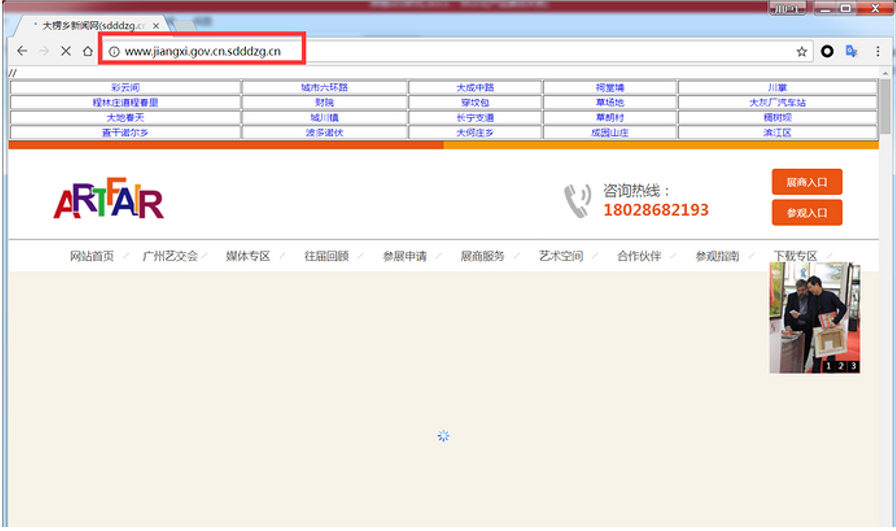 大楞乡新闻网(sdddzg.cn
www.jiangxi.gov.cn.sdddzg.cn
//
彩云间 城市六环路 大成中路 祠堂埔 川掌
程林庄道程春里 财院 穿坟包 草场地 大灰厂汽车站
大地春天 城川镇 长宁支道 草朗村 稠树坝
查干诺尔乡 波多诺伏 大何庄乡 成园山庄 滨江区
ARTFAIR
咨询热线：
18028682193
展商入口
参观入口
网站首页 广州艺交会 媒体专区 往届回顾 参展申请 展商服务 艺术空间 合作伙伴 参观指南 下载专区
1 2 3